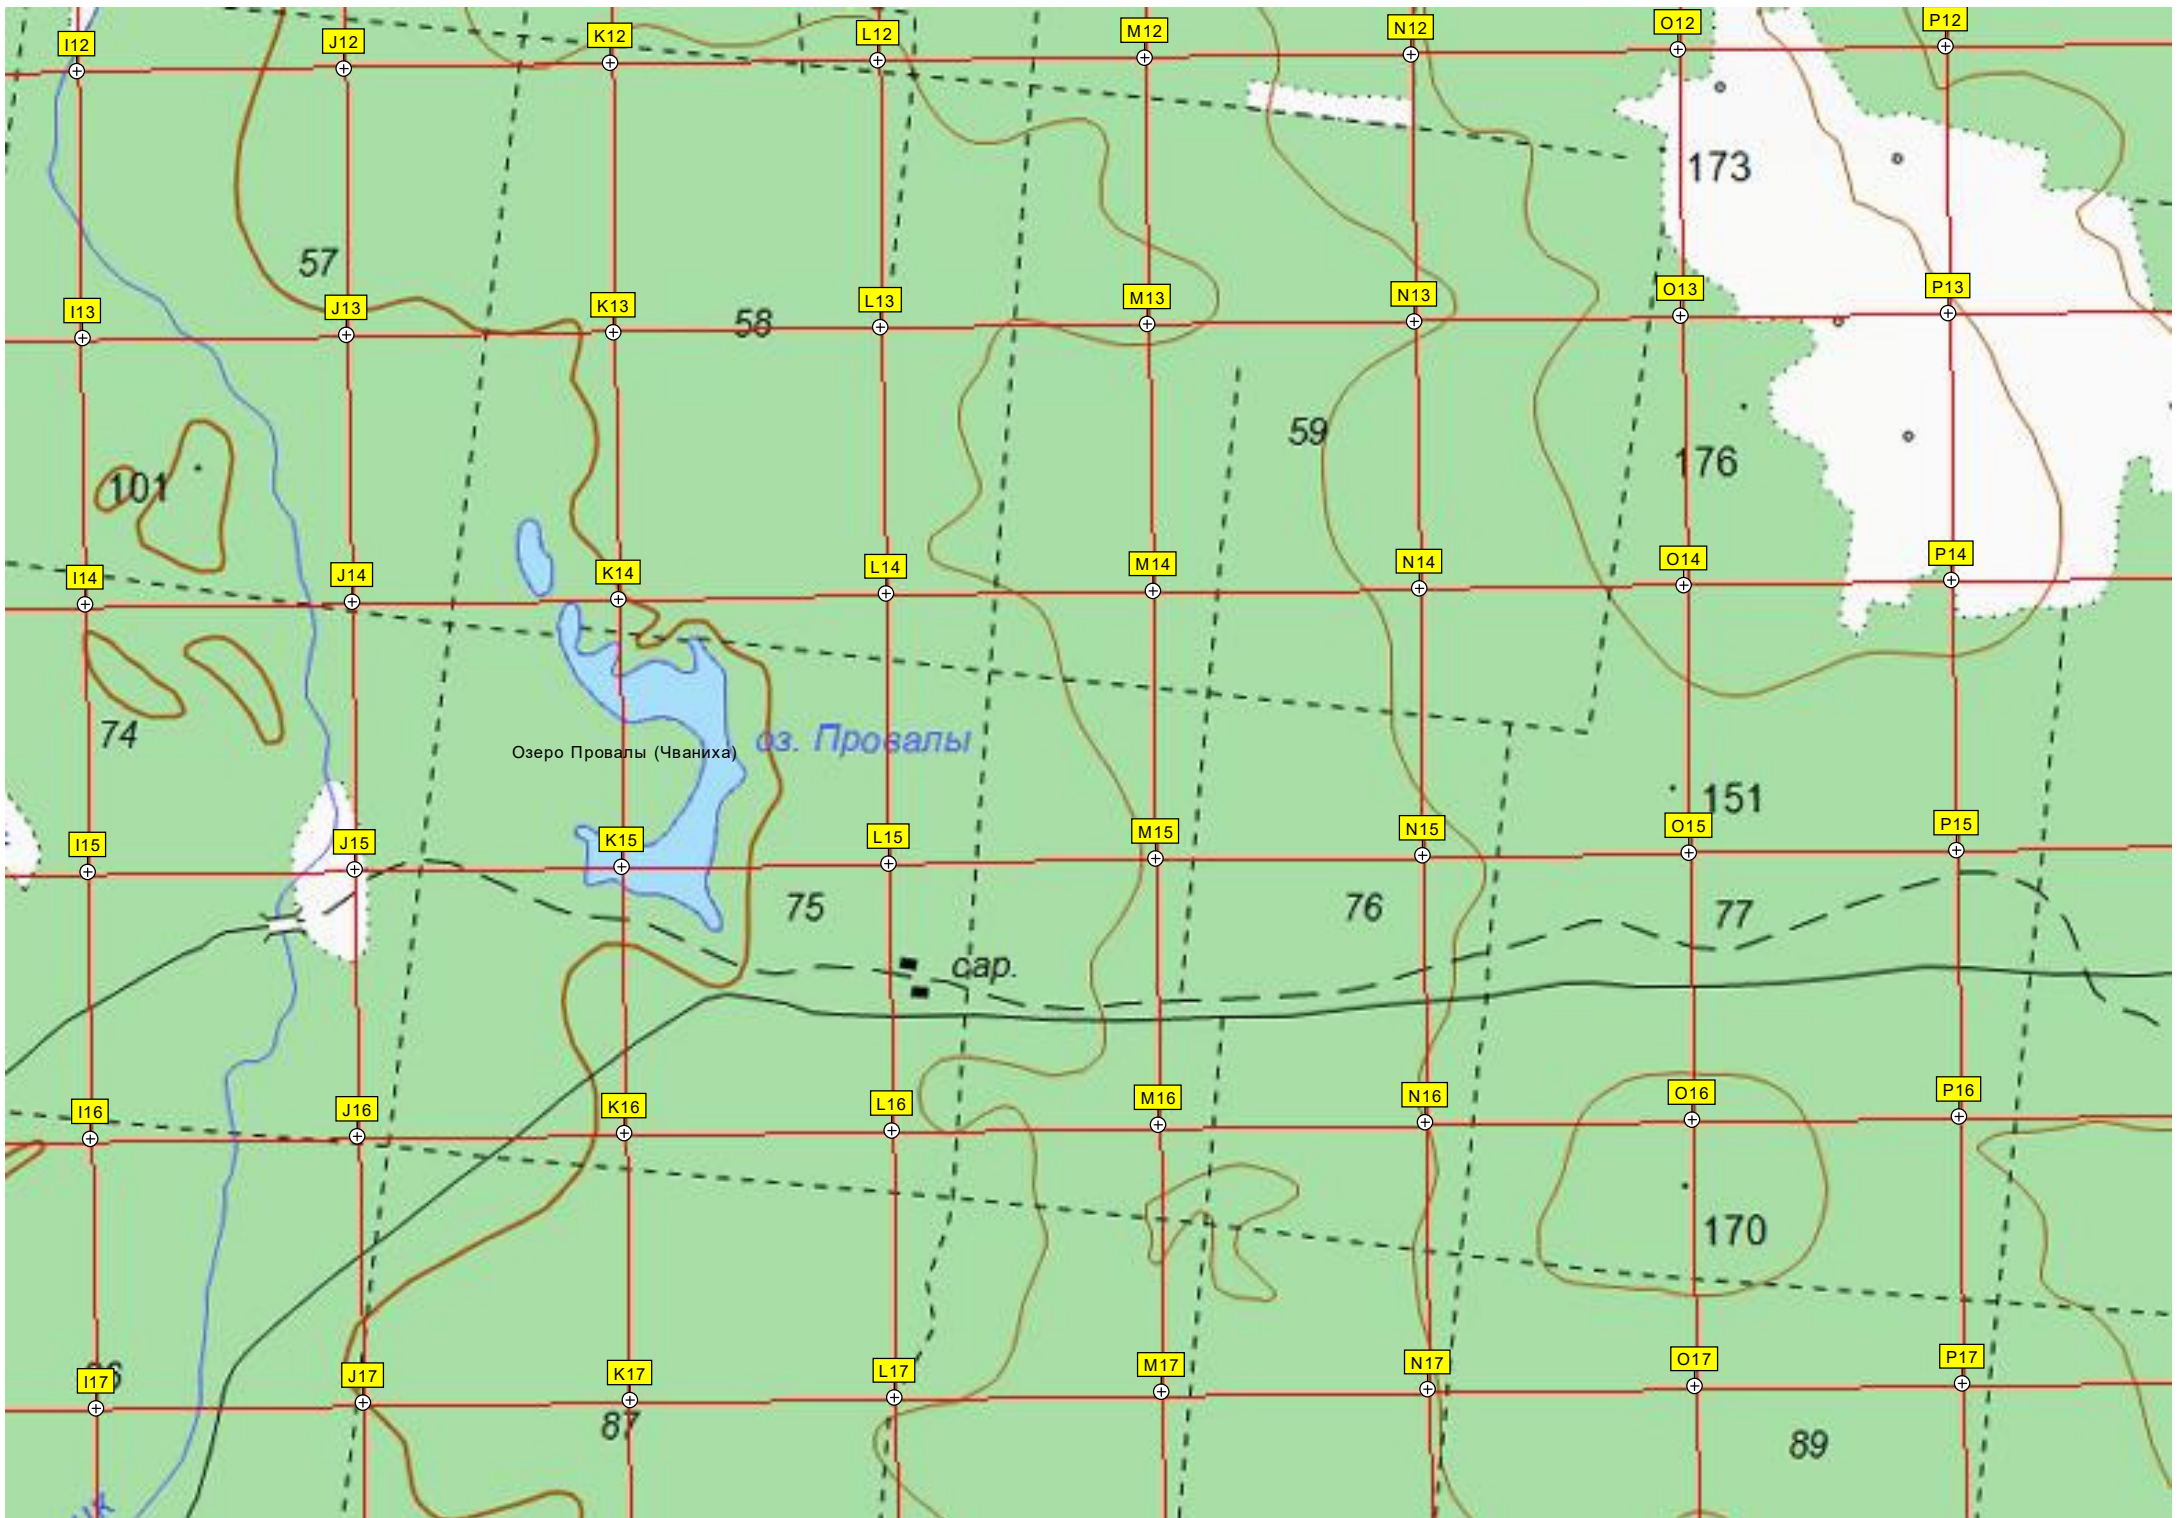 I12 J12 K12 L12 M12 N12 O12 P12
173
57
I13 J13 K13 L13 M13 N13 O13 P13
58
59
176
101
I14 J14 K14 L14 M14 N14 O14 P14
74
Озеро Провалы (Чваниха)
оз. Провалы
151
I15 J15 K15 L15 M15 N15 O15 P15
75 76 77
сар.
I16 J16 K16 L16 M16 N16 O16 P16
170
I17 J17 K17 L17 M17 N17 O17 P17
87
89